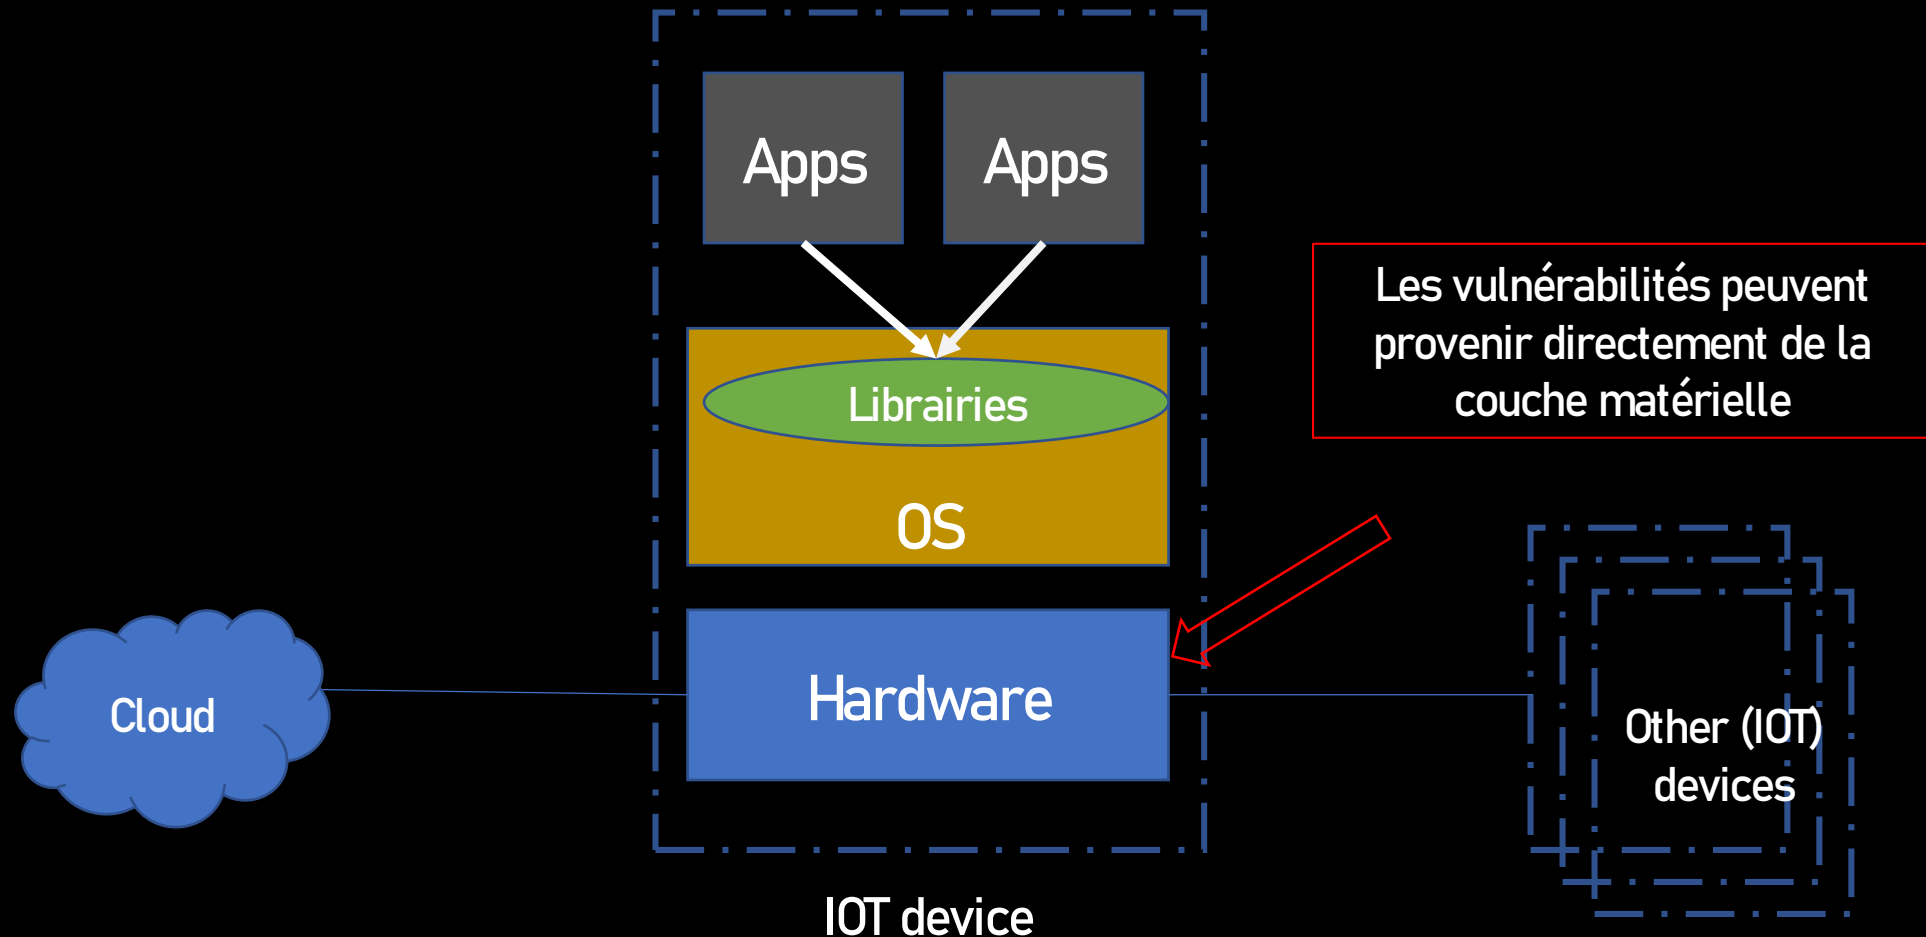 Apps
Apps
Les vulnérabilités peuvent
provenir directement de la
couche matérielle
Librairies
OS
Hardware
Cloud
Other (IOT)
devices
IOT device